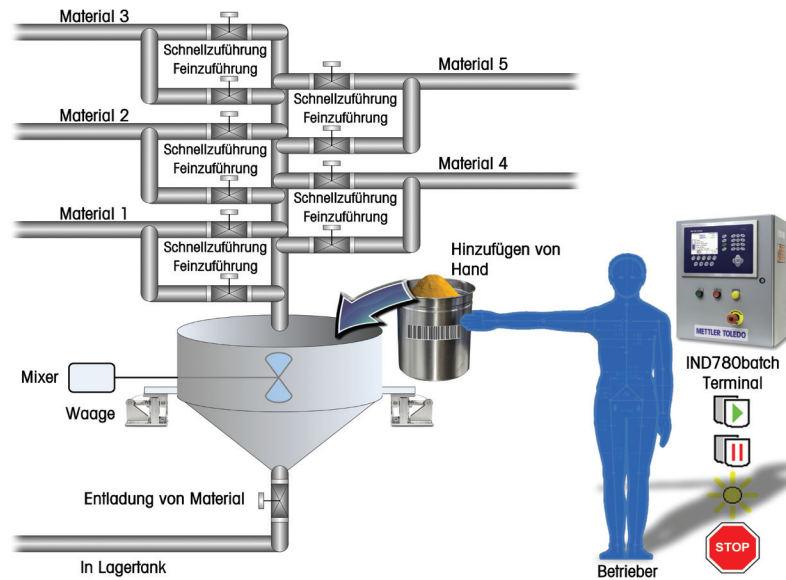 Material 3
Schnellzuführung
Feinzuführung
Material 5
Schnellzuführung
Feinzuführung
Material 2
Schnellzuführung
Feinzuführung
Material 4
Schnellzuführung
Feinzuführung
Material 1
Schnellzuführung
Feinzuführung
Hinzufügen von
Hand
METTLER TOLEDO
IND780batch
Terminal
Mixer
Waage
Entladung von Material
STOP
In Lagertank
Betrieber